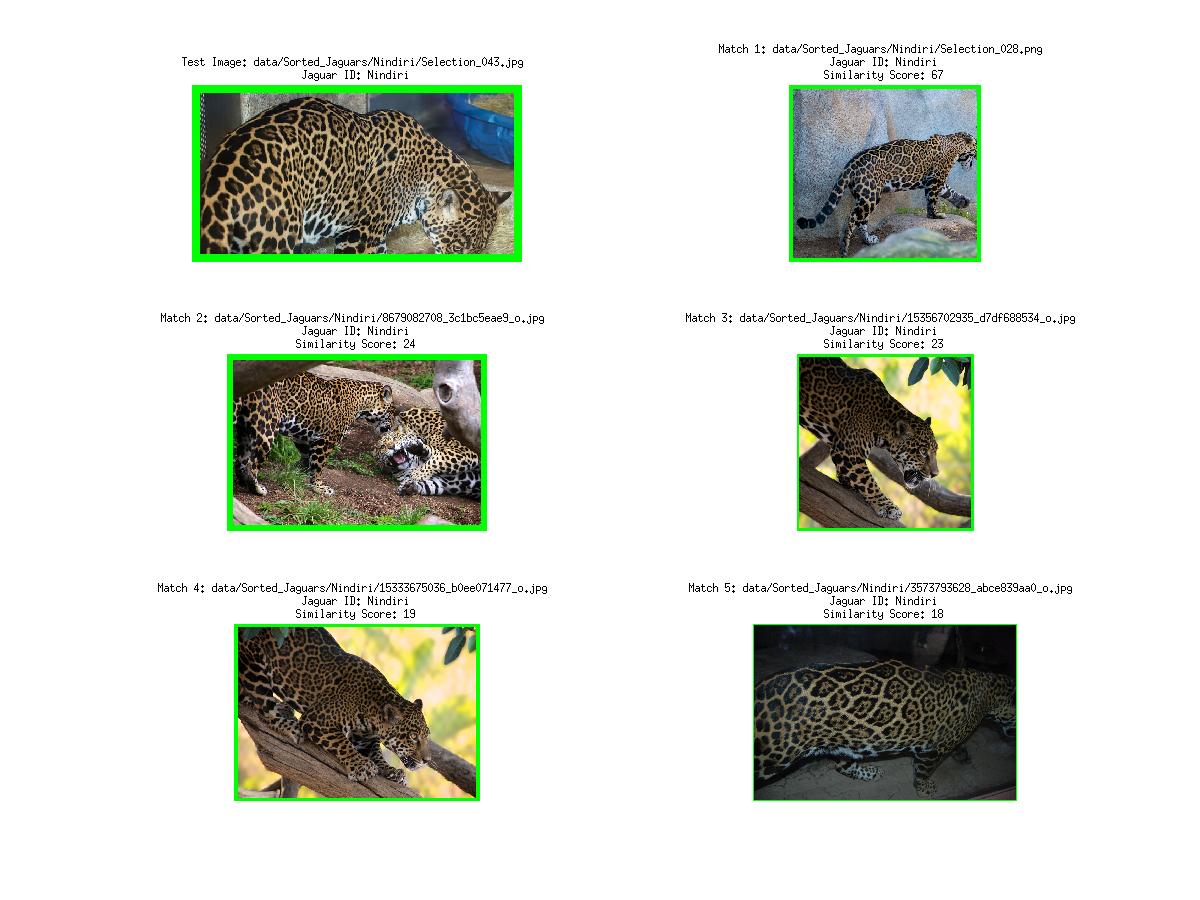 Test Image: data/Sorted_Jaguars/Nindiri/Selection_043.jpg
Jaguar ID: Nindiri
Match 1: data/Sorted_Jaguars/Nindiri/Selection_028.png
Jaguar ID: Nindiri
Similarity Score: 67
Match 2: data/Sorted_Jaguars/Nindiri/8679082708_3c1bc5eae9_o.jpg
Jaguar ID: Nindiri
Similarity Score: 24
Match 3: data/Sorted_Jaguars/Nindiri/15356702935_d7df688534_o.jpg
Jaguar ID: Nindiri
Similarity Score: 23
Match 4: data/Sorted_Jaguars/Nindiri/15333675036_b0ee071477_o.jpg
Jaguar ID: Nindiri
Similarity Score: 19
Match 5: data/Sorted_Jaguars/Nindiri/3573793628_abce839aa0_o.jpg
Jaguar ID: Nindiri
Similarity Score: 18